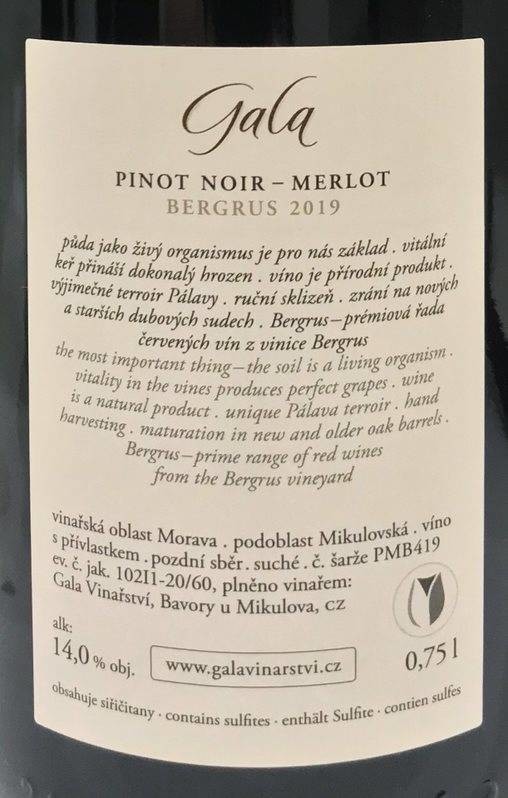 Gala
PINOT NOIR – MERLOT
BERGRUS 2019
půda jako živý organismus je pro nás základ . vitální
keř přináší dokonalý hrozen . víno je přírodní produkt .
výjimečné terroir Pálavy . ruční sklizeň . zrání na nových
a starších dubových sudech . Bergrus–prémiová řada
červených vín z vinice Bergrus
the most important thing–the soil is a living organism .
vitality in the vines produces perfect grapes . wine
is a natural product . unique Pálava terroir . hand
harvesting . maturation in new and older oak barrels .
Bergrus–prime range of red wines
from the Bergrus vineyard
vinařská oblast Morava . podoblast Mikulovská . víno
s přívlastkem . pozdní sběr . suché . č. šarže PMB419
ev. č. jak. 102I1-20/60, plněno vinařem:
Gala Vinařství, Bavory u Mikulova, CZ
alk:
14,0 % obj.
www.galavinarstvi.cz
0,75 l
obsahuje siřičitany · contains sulfites · enthält Sulfite · contien sulfes